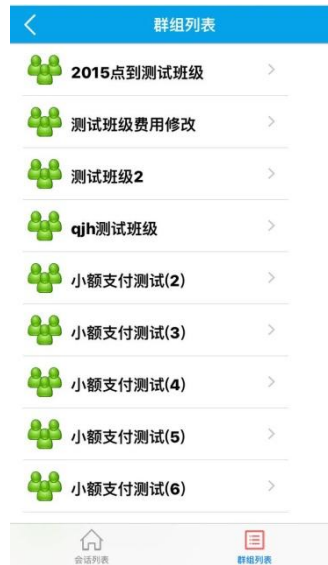 群组列表
2015点到测试班级
测试班级费用修改
测试班级2
qjh测试班级
小额支付测试(2)
小额支付测试(3)
小额支付测试(4)
小额支付测试(5)
小额支付测试(6)
会话列表
群组列表